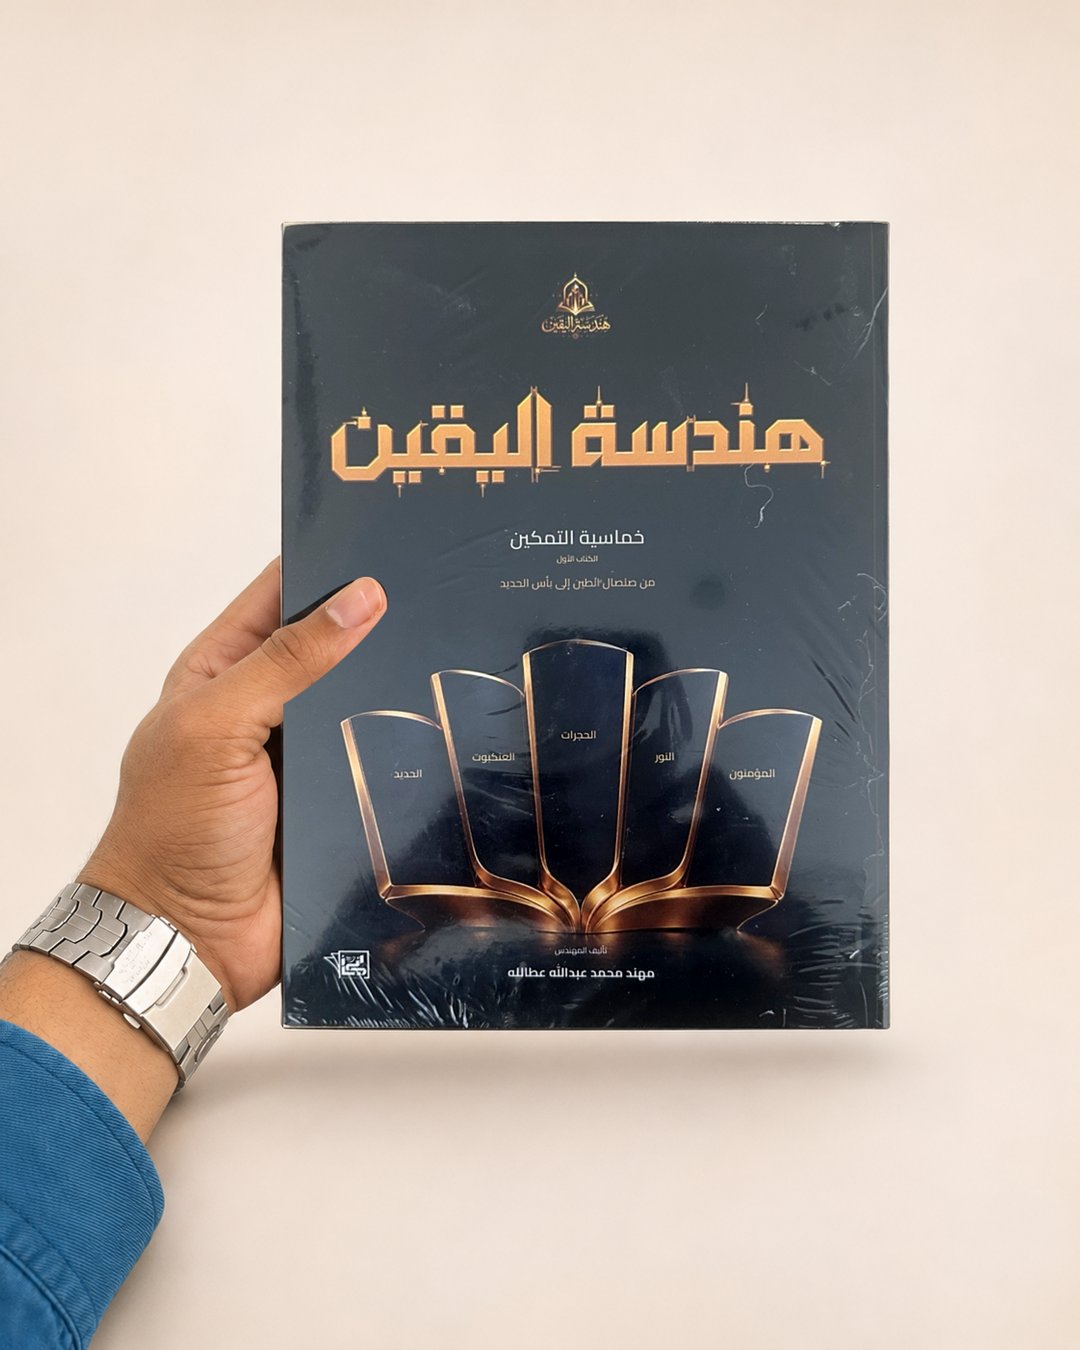 هندسة اليقين
هندسة اليقين
خماسية التمكين
الكتاب الأول
من صلصال الطين إلى بأس الحديد
الحجرات
النور
العنكبوت
المؤمنون
الحديد
تأليف المهندس
مهند محمد عبدالله عطالله